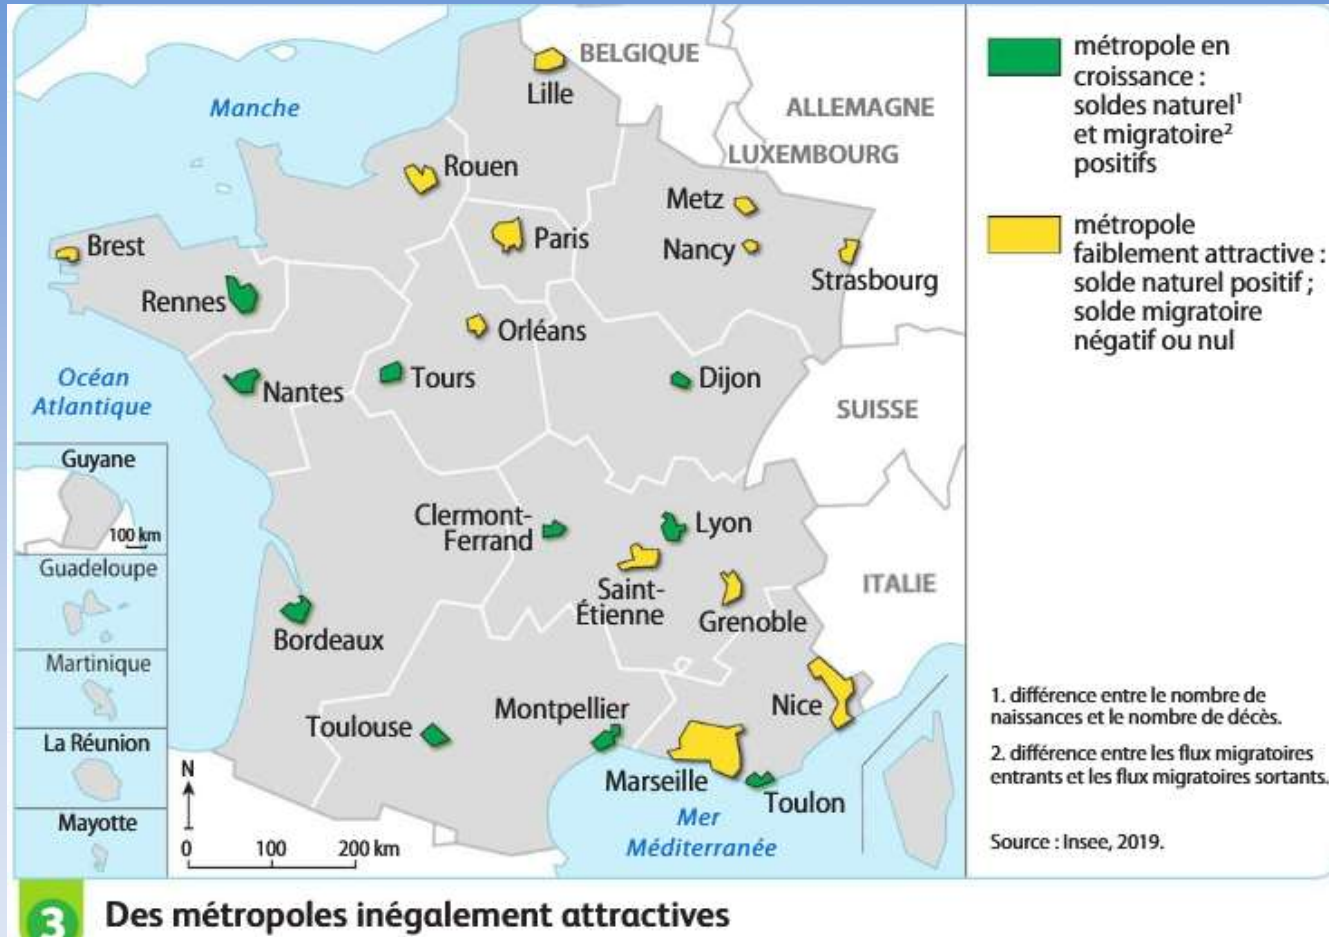 BELGIQUE
Lille
Manche
ALLEMAGNE
LUXEMBOURG
Rouen
Metz
Paris
Nancy
Brest
Strasbourg
Rennes
Orléans
Océan
Atlantique
Nantes
Tours
Dijon
SUISSE
Guyane
100 km
Clermont-
Ferrand
Lyon
Guadeloupe
Saint-
Étienne
Grenoble
ITALIE
Bordeaux
Martinique
Toulouse
Montpellier
Nice
La Réunion
Marseille
Toulon
Mayotte
N
0 100 200 km
Mer
Méditerranée
métropole en
croissance :
soldes naturel¹
et migratoire²
positifs
métropole
faiblement attractive :
solde naturel positif ;
solde migratoire
négatif ou nul
1. différence entre le nombre de
naissances et le nombre de décès.
2. différence entre les flux migratoires
entrants et les flux migratoires sortants.
Source : Insee, 2019.
3 Des métropoles inégalement attractives